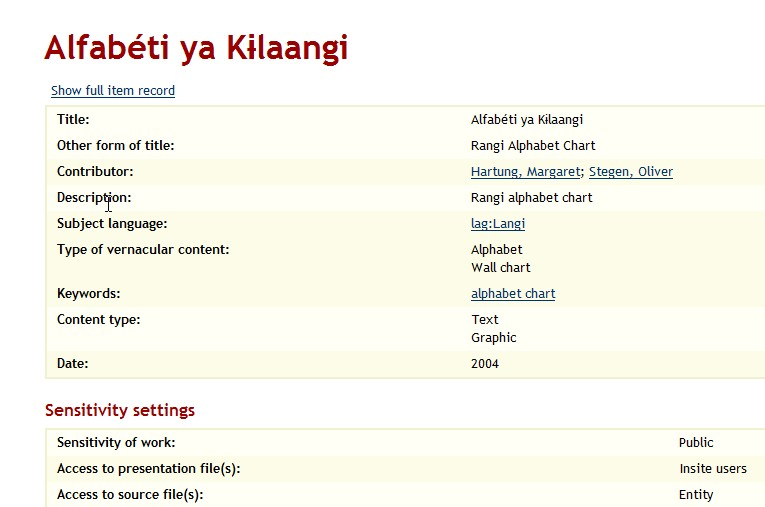 Alfabéti ya Kɨlaangi
Show full item record
Title: Alfabéti ya Kɨlaangi
Other form of title: Rangi Alphabet Chart
Contributor: Hartung, Margaret; Stegen, Oliver
Description: Rangi alphabet chart
Subject language: lag:Langi
Type of vernacular content: Alphabet
Wall chart
Keywords: alphabet chart
Content type: Text
Graphic
Date: 2004
Sensitivity settings
Sensitivity of work: Public
Access to presentation file(s): Insite users
Access to source file(s): Entity